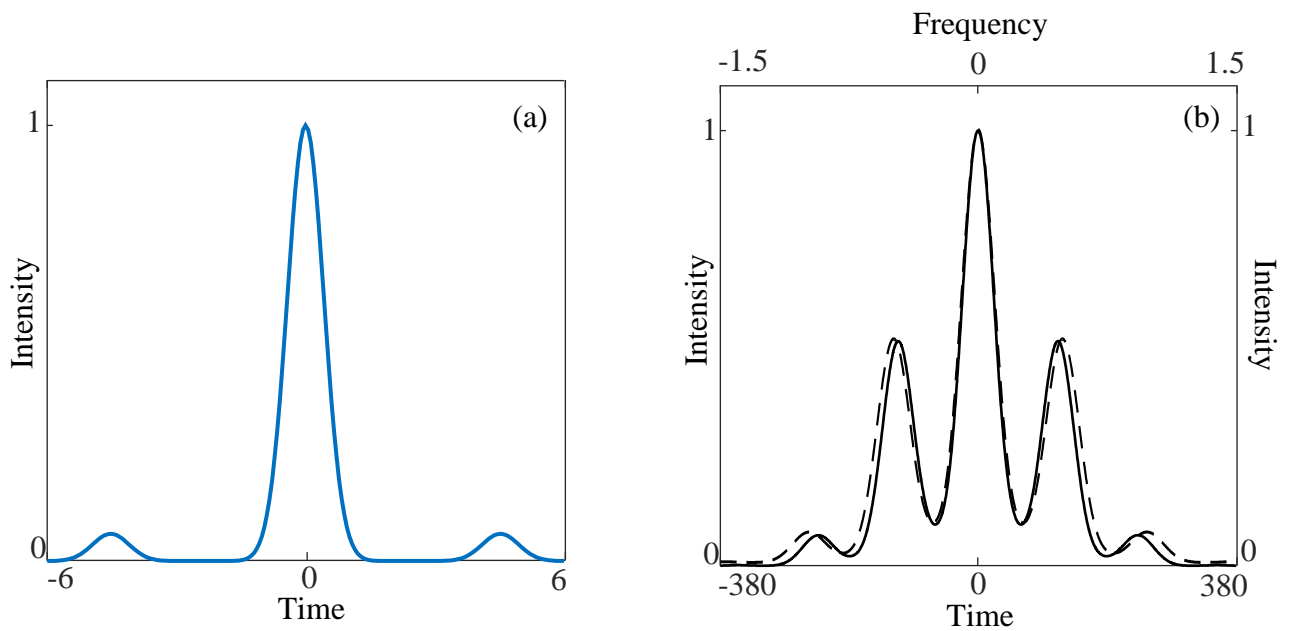 (a)
1
Intensity
0
-6 0 6
Time
Frequency
-1.5 0 1.5
(b)
1 1
Intensity
Intensity
0 0
-380 0 380
Time